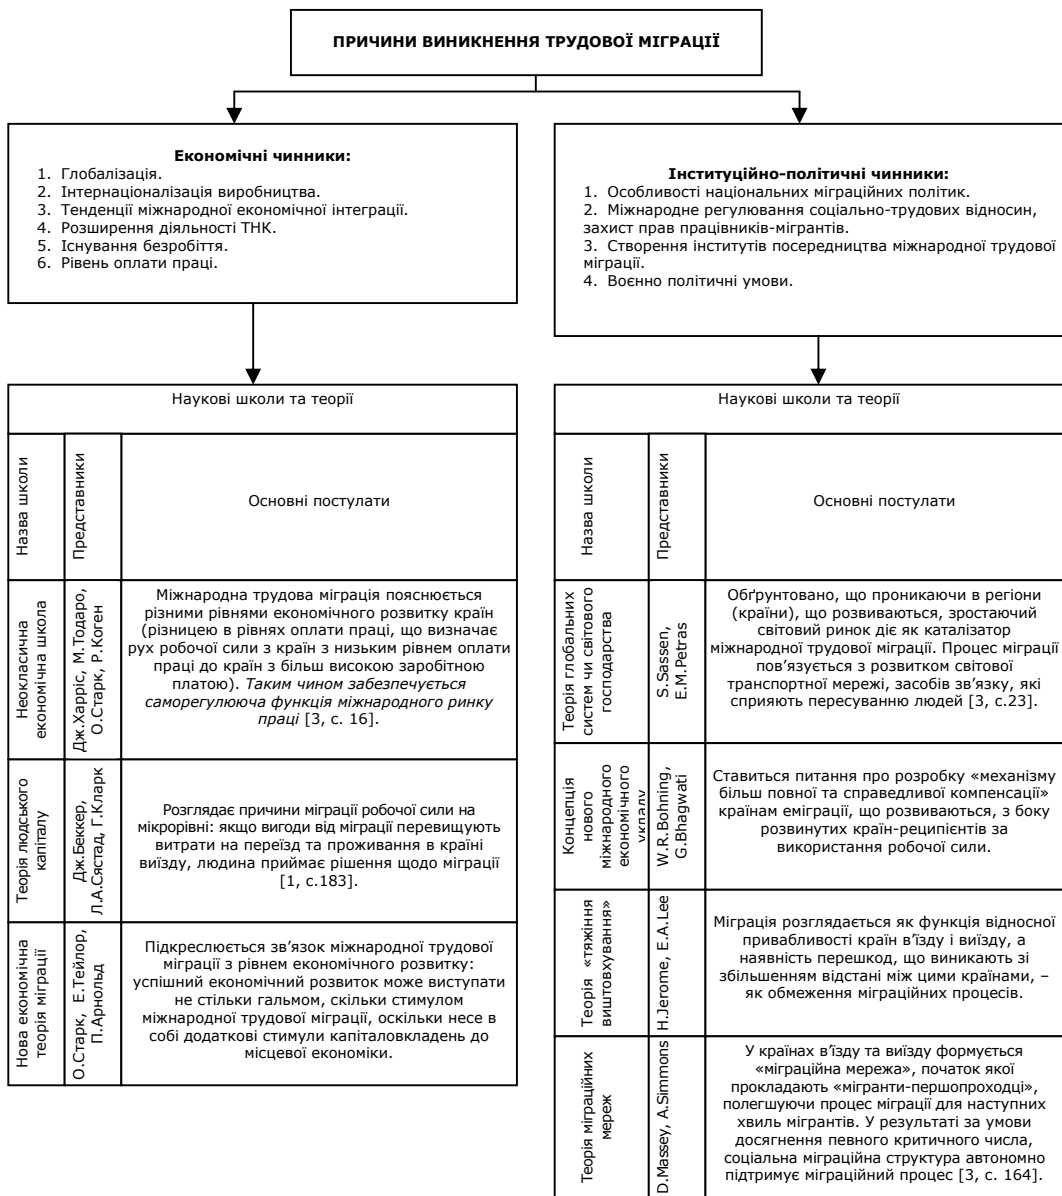 ПРИЧИНИ ВИНИКНЕННЯ ТРУДОВОЇ МІГРАЦІЇ
Економічні чинники:
1. Глобалізація.
2. Інтернаціоналізація виробництва.
3. Тенденції міжнародної економічної інтеграції.
4. Розширення діяльності ТНК.
5. Існування безробіття.
6. Рівень оплати праці.
Інституційно-політичні чинники:
1. Особливості національних міграційних політик.
2. Міжнародне регулювання соціально-трудових відносин,
захист прав працівників-мігрантів.
3. Створення інститутів посередництва міжнародної трудової
міграції.
4. Воєнно політичні умови.
Наукові школи та теорії
Назва школи
Представники
Основні постулати
Неокласична
економічна школа
Дж.Харріс, М.Тодаро,
О.Старк, Р.Коген
Міжнародна трудова міграція пояснюється
різними рівнями економічного розвитку країн
(різницею в рівнях оплати праці, що визначає
рух робочої сили з країн з низьким рівнем оплати
праці до країн з більш високою заробітною
платою). Таким чином забезпечується
саморегулююча функція міжнародного ринку
праці [3, с. 16].
Теорія людського
капіталу
Дж.Беккер,
Л.А.Сястад, Г.Кларк
Розглядає причини міграції робочої сили на
мікрорівні: якщо вигоди від міграції перевищують
витрати на переїзд та проживання в країні
виїзду, людина приймає рішення щодо міграції
[1, с.183].
Нова економічна
теорія міграції
О.Старк, Е.Тейлор,
П.Арнольд
Підкреслюється зв’язок міжнародної трудової
міграції з рівнем економічного розвитку:
успішний економічний розвиток може виступати
не стільки гальмом, скільки стимулом
міжнародної трудової міграції, оскільки несе в
собі додаткові стимули капіталовкладень до
місцевої економіки.
Наукові школи та теорії
Назва школи
Представники
Основні постулати
Теорія глобальних
систем чи світового
господарства
S.Sassen,
E.M.Petras
Обґрунтовано, що проникаючи в регіони
(країни), що розвиваються, зростаючий
світовий ринок діє як каталізатор
міжнародної трудової міграції. Процес міграції
пов’язується з розвитком світової
транспортної мережі, засобів зв’язку, які
сприяють пересуванню людей [3, с.23].
Концепція
нового
міжнародного
економічного
укладу
W.R.Bohning,
G.Bhagwati
Ставиться питання про розробку «механізму
більш повної та справедливої компенсації»
країнам еміграції, що розвиваються, з боку
розвинутих країн-реципієнтів за
використання робочої сили.
Теорія «тяжіння
виштовхування»
H.Jerome, E.A.Lee
Міграція розглядається як функція відносної
привабливості країн в’їзду і виїзду, а
наявність перешкод, що виникають зі
збільшенням відстані між цими країнами, –
як обмеження міграційних процесів.
Теорія міграційних
мереж
D.Massey, A.Simmons
У країнах в’їзду та виїзду формується
«міграційна мережа», початок якої
прокладають «мігранти-першопроходці»,
полегшуючи процес міграції для наступних
хвиль мігрантів. У результаті за умови
досягнення певного критичного числа,
соціальна міграційна структура автономно
підтримує міграційний процес [3, с. 164].